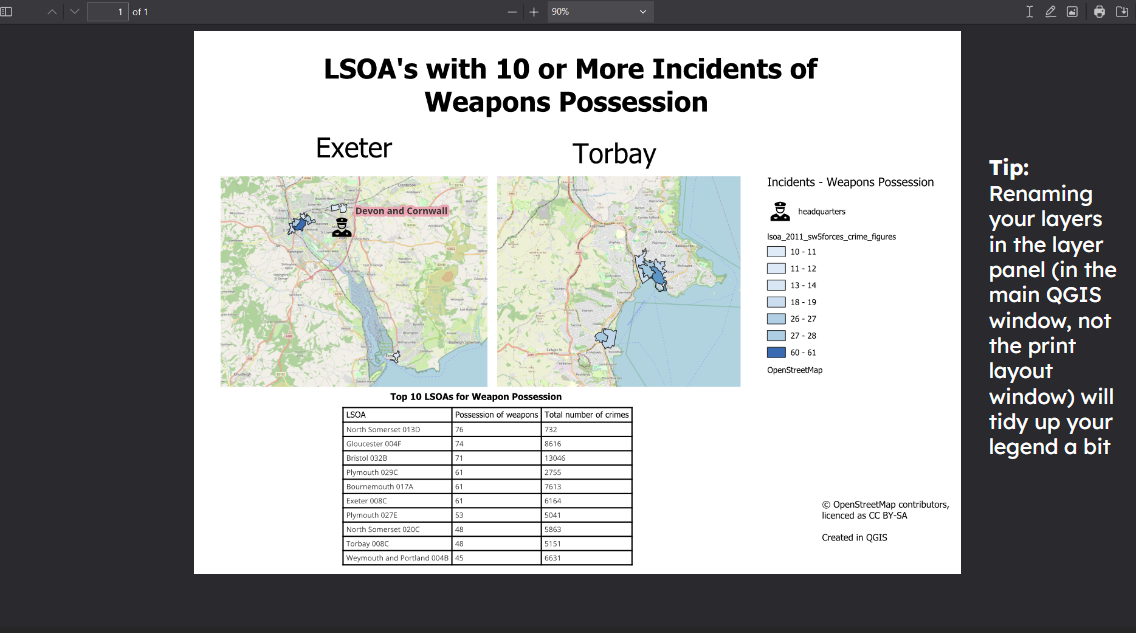 1 of 1
90%
LSOA's with 10 or More Incidents of
Weapons Possession
Exeter
Torbay
Devon and Cornwall
Incidents - Weapons Possession
headquarters
lsoa_2011_sw5forces_crime_figures
10 - 11
11 - 12
13 - 14
18 - 19
26 - 27
27 - 28
60 - 61
OpenStreetMap
Top 10 LSOAs for Weapon Possession
LSOA Possession of weapons Total number of crimes
North Somerset 013D 76 732
Gloucester 004F 74 8616
Bristol 032B 71 13046
Plymouth 029C 61 2755
Bournemouth 017A 61 7613
Exeter 008C 61 6164
Plymouth 027E 53 5041
North Somerset 020C 48 5863
Torbay 008C 48 5151
Weymouth and Portland 004B 45 6631
© OpenStreetMap contributors,
licenced as CC BY-SA
Created in QGIS
Tip:
Renaming
your layers
in the layer
panel (in the
main QGIS
window, not
the print
layout
window) will
tidy up your
legend a bit